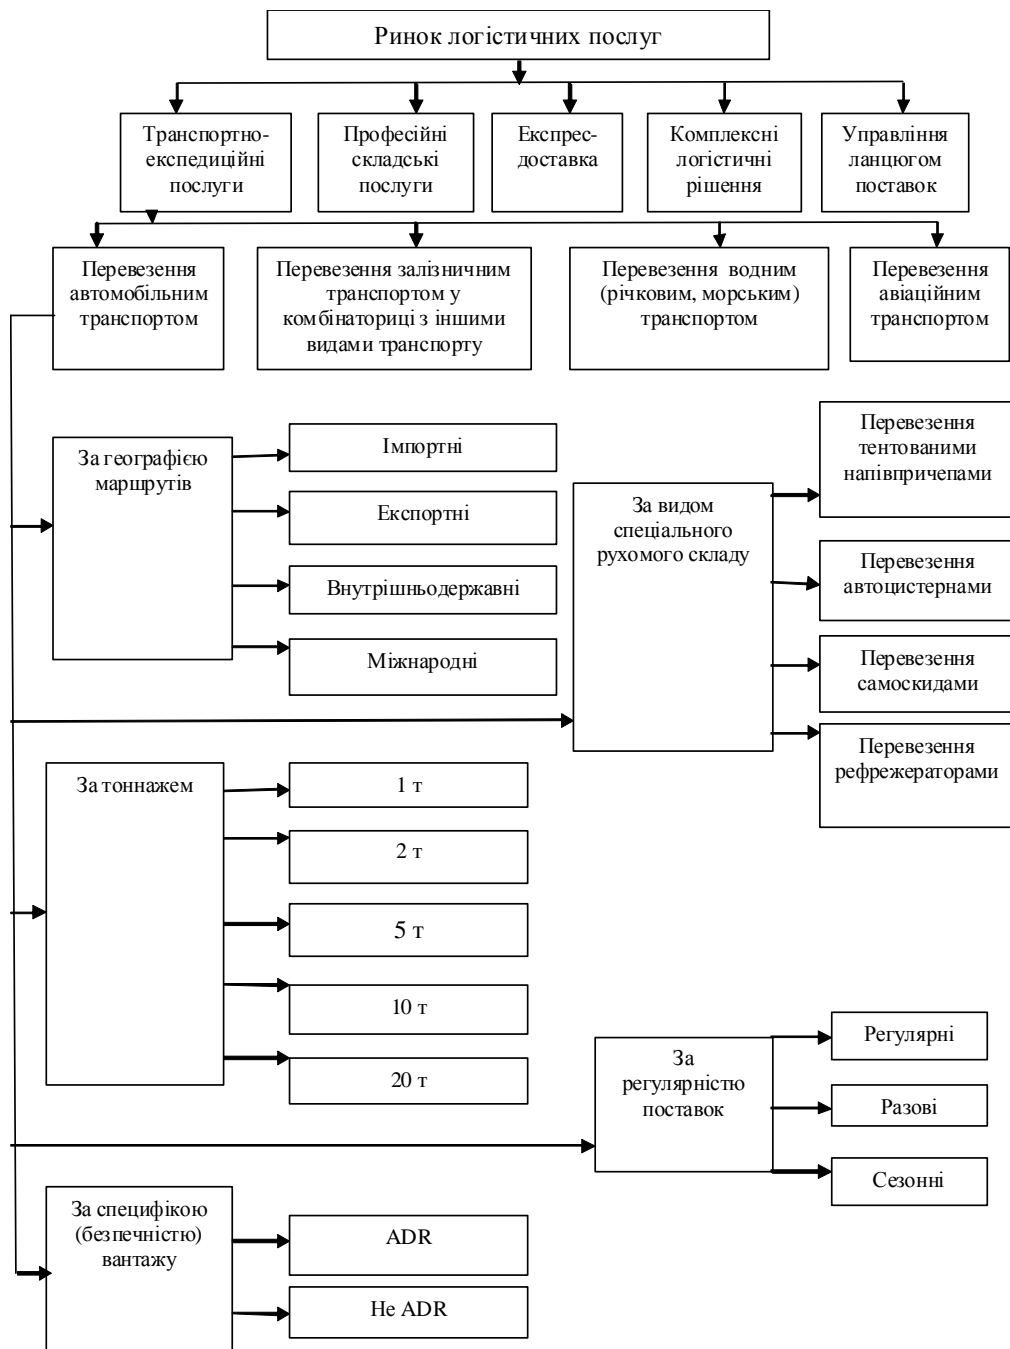 Ринок логістичних послуг
Транспортно-
експедиційні
послуги
Професійні
складські
послуги
Експрес-
доставка
Комплексні
логістичні
рішення
Управління
ланцюгом
поставок
Перевезення
автомобільним
транспортом
Перевезення залізничним
транспортом у
комбінаториці з іншими
видами транспорту
Перевезення водним
(річковим, морським)
транспортом
Перевезення
авіаційним
транспортом
За географією
маршрутів
Імпортні
Експортні
Внутрішньодержавні
Міжнародні
За видом
спеціального
рухомого складу
Перевезення
тентованими
напівпричепами
Перевезення
автоцистернами
Перевезення
самоскидами
Перевезення
рефрежераторами
За тоннажем
1 т
2 т
5 т
10 т
20 т
За
регулярністю
поставок
Регулярні
Разові
Сезонні
За специфікою
(безпечністю)
вантажу
ADR
Не ADR